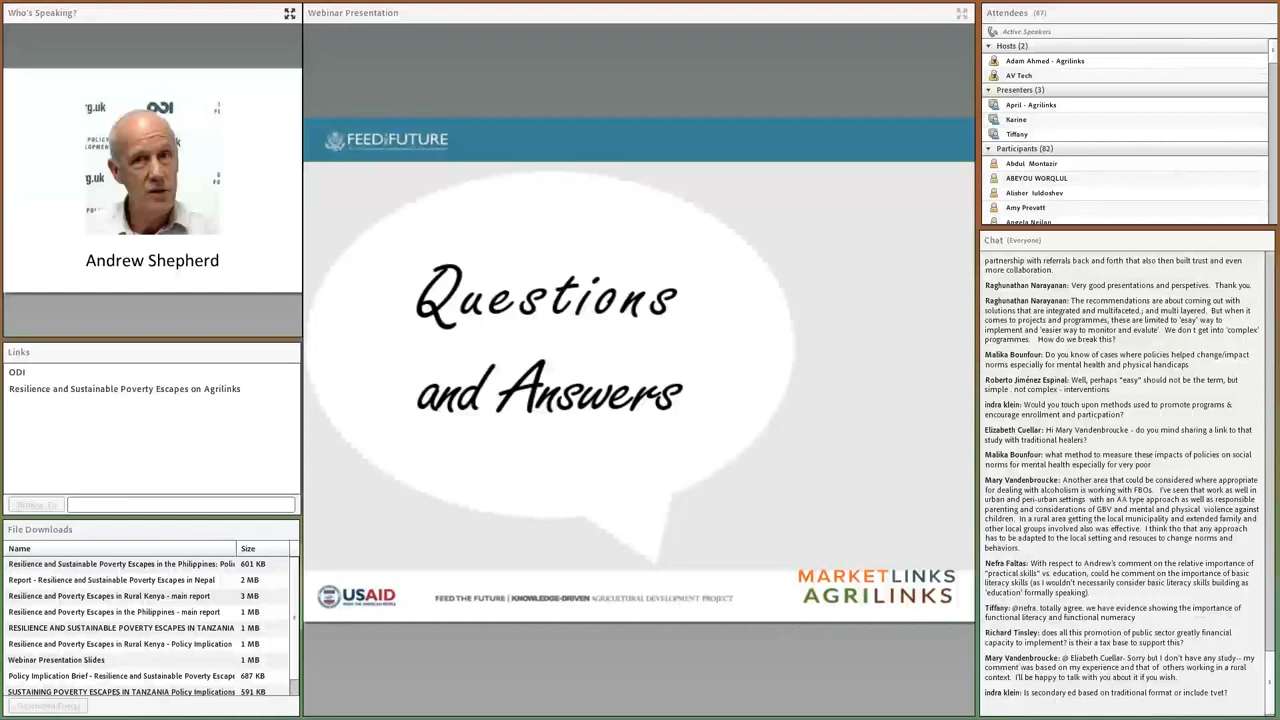 Who's Speaking?
rg.uk ODI
POLICY
rg.uk
Andrew Shepherd
Links
ODI
Resilience and Sustainable Poverty Escapes on Agrilinks
Browse To
File Downloads
Name Size
Resilience and Sustainable Poverty Escapes in the Philippines: Polic 601 KB
Report - Resilience and Sustainable Poverty Escapes in Nepal 2 MB
Resilience and Poverty Escapes in Rural Kenya - main report 3 MB
Resilience and Poverty Escapes in the Philippines - main report 1 MB
RESILIENCE AND SUSTAINABLE POVERTY ESCAPES IN TANZANIA 1 MB
Resilience and Poverty Escapes in Rural Kenya - Policy Implication 1 MB
Webinar Presentation Slides 1 MB
Policy Implication Brief - Resilience and Sustainable Poverty Escape 687 KB
SUSTAINING POVERTY ESCAPES IN TANZANIA Policy Implications 591 KB
Download File(s)
Webinar Presentation
FEED THE FUTURE
Questions
and Answers
USAID
FROM THE AMERICAN PEOPLE
FEED THE FUTURE | KNOWLEDGE-DRIVEN AGRICULTURAL DEVELOPMENT PROJECT
MARKETLINKS
AGRILINKS
Attendees (87)
Active Speakers
Hosts (2)
Adam Ahmed - Agrilinks
AV Tech
Presenters (3)
April - Agrilinks
Karine
Tiffany
Participants (82)
Abdul Montazir
ABEYOU WORQLUL
Alisher Iuldoshev
Amy Prevatt
Angela Neilan
Chat (Everyone)
partnership with referrals back and forth that also then built trust and even
more collaboration.
Raghunathan Narayanan: Very good presentations and perspetives. Thank you.
Raghunathan Narayanan: The recommendations are about coming out with
solutions that are integrated and multifaceted.; and multi layered. But when it
comes to projects and programmes, these are limited to 'esay' way to
implement and 'easier way to monitor and evalute'. We don t get into 'complex'
programmes. How do we break this?
Malika Bounfour: Do you know of cases where policies helped change/impact
norms especially for mental health and physical handicaps
Roberto Jiménez Espinal: Well, perhaps "easy" should not be the term, but
simple - not complex - interventions.
indra klein: Would you touch upon methods used to promote programs &
encourage enrollment and particpation?
Elizabeth Cuellar: Hi Mary Vandenbroucke - do you mind sharing a link to that
study with traditional healers?
Malika Bounfour: what method to measure these impacts of policies on social
norms for mental health especially for very poor
Mary Vandenbroucke: Another area that could be considered where appropriate
for dealing with alcoholism is working with FBOs. I've seen that work as well in
urban and peri-urban settings with an AA type approach as well as responsible
parenting and considerations of GBV and mental and physical violence against
children. In a rural area getting the local municipality and extended family and
other local groups involved also was effective. I think tho that any approach
has to be adapted to the local setting and resouces to change norms and
behaviors.
Nefra Faltas: With respect to Andrew's comment on the relative importance of
"practical skills" vs. education, could be comment on the importance of basic
literacy skills (as I wouldn't necessarily consider basic literacy skills building as
'education' formally speaking).
Tiffany: @nefra. totally agree. we have evidence showing the importance of
functional literacy and functional numeracy
Richard Tinsley: does all this promotion of public sector greatly financial
capacity to implement? is their a tax base to support this?
Mary Vandenbroucke: @ Eliabeth Cuellar- Sorry but I don't have any study-- my
comment was based on my experience and that of others working in a rural
context. I'll be happy to talk with you about it if you wish.
indra klein: Is secondary ed based on traditional format or include tvet?